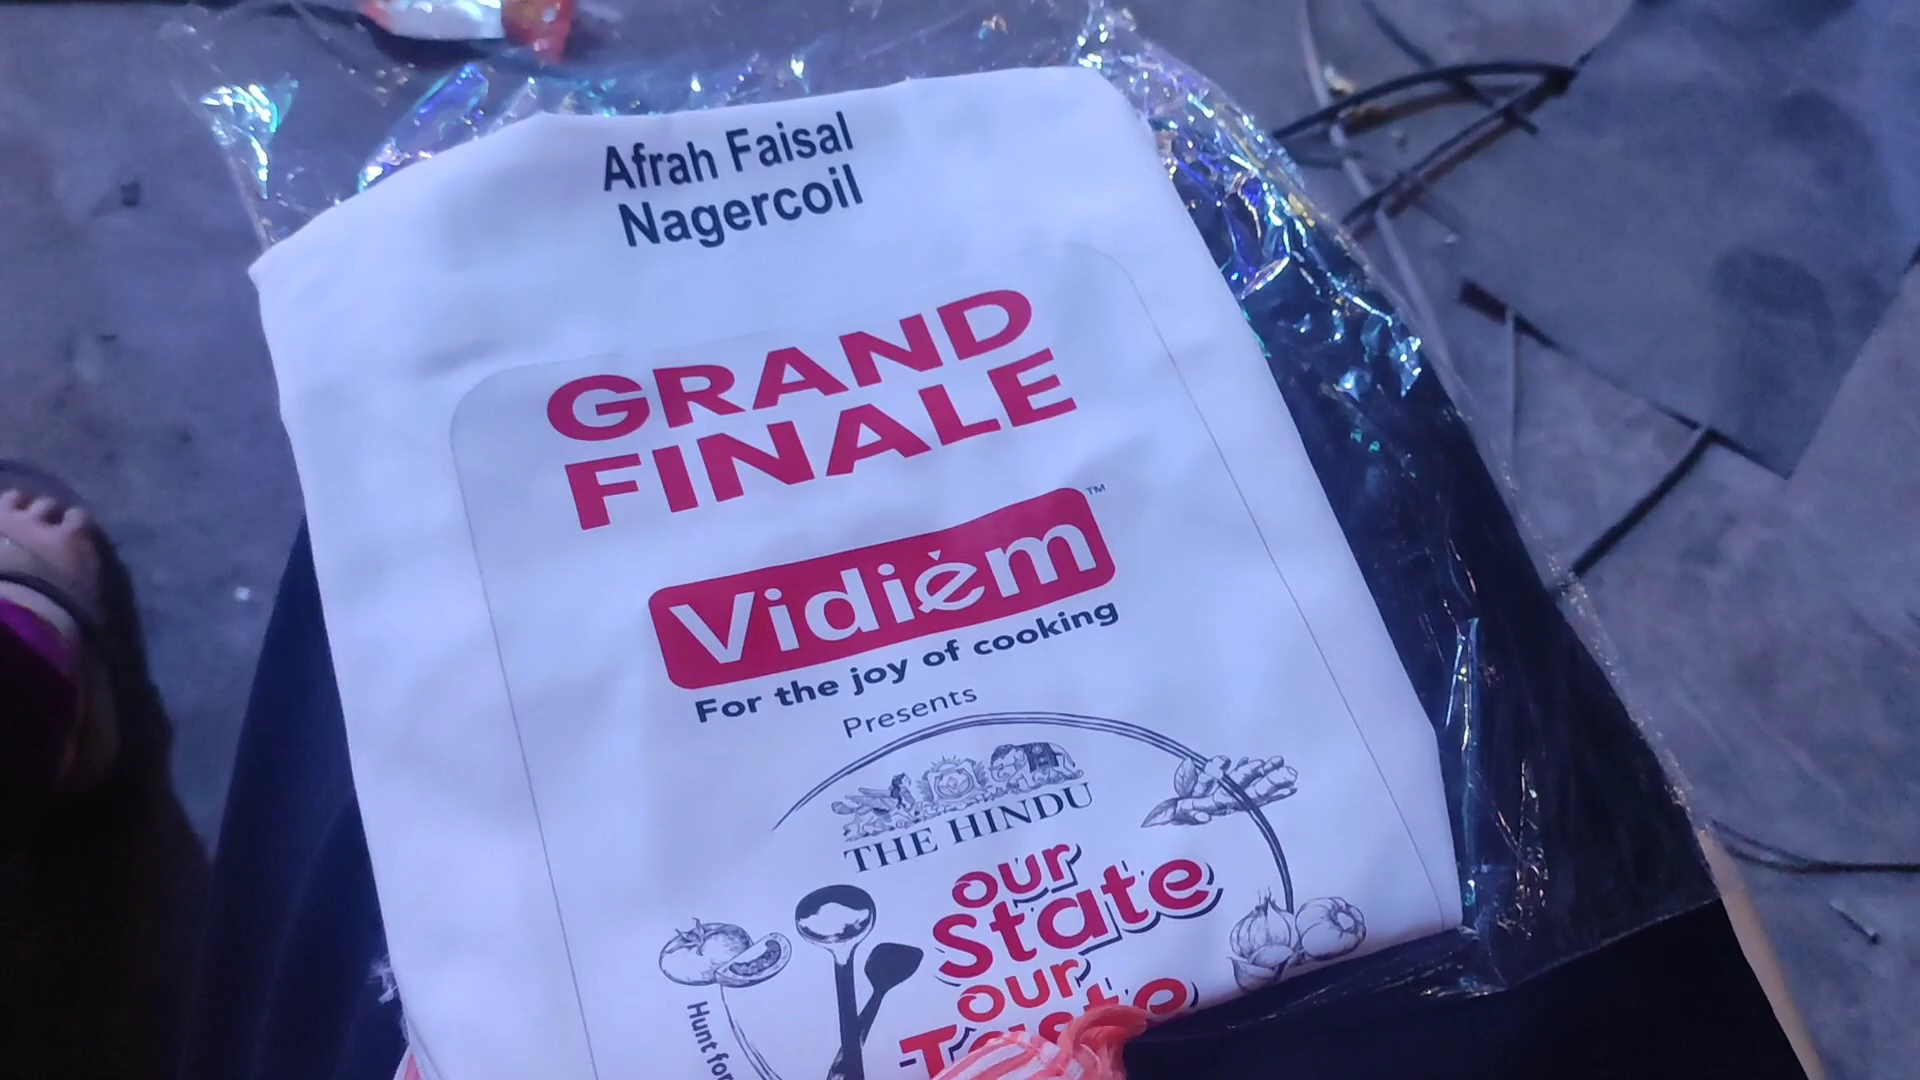 Afrah Faisal
Nagercoil
GRAND
FINALE
Vidièm™
For the joy of cooking
Presents
THE HINDU
our
State
our
Taste
Hunt for